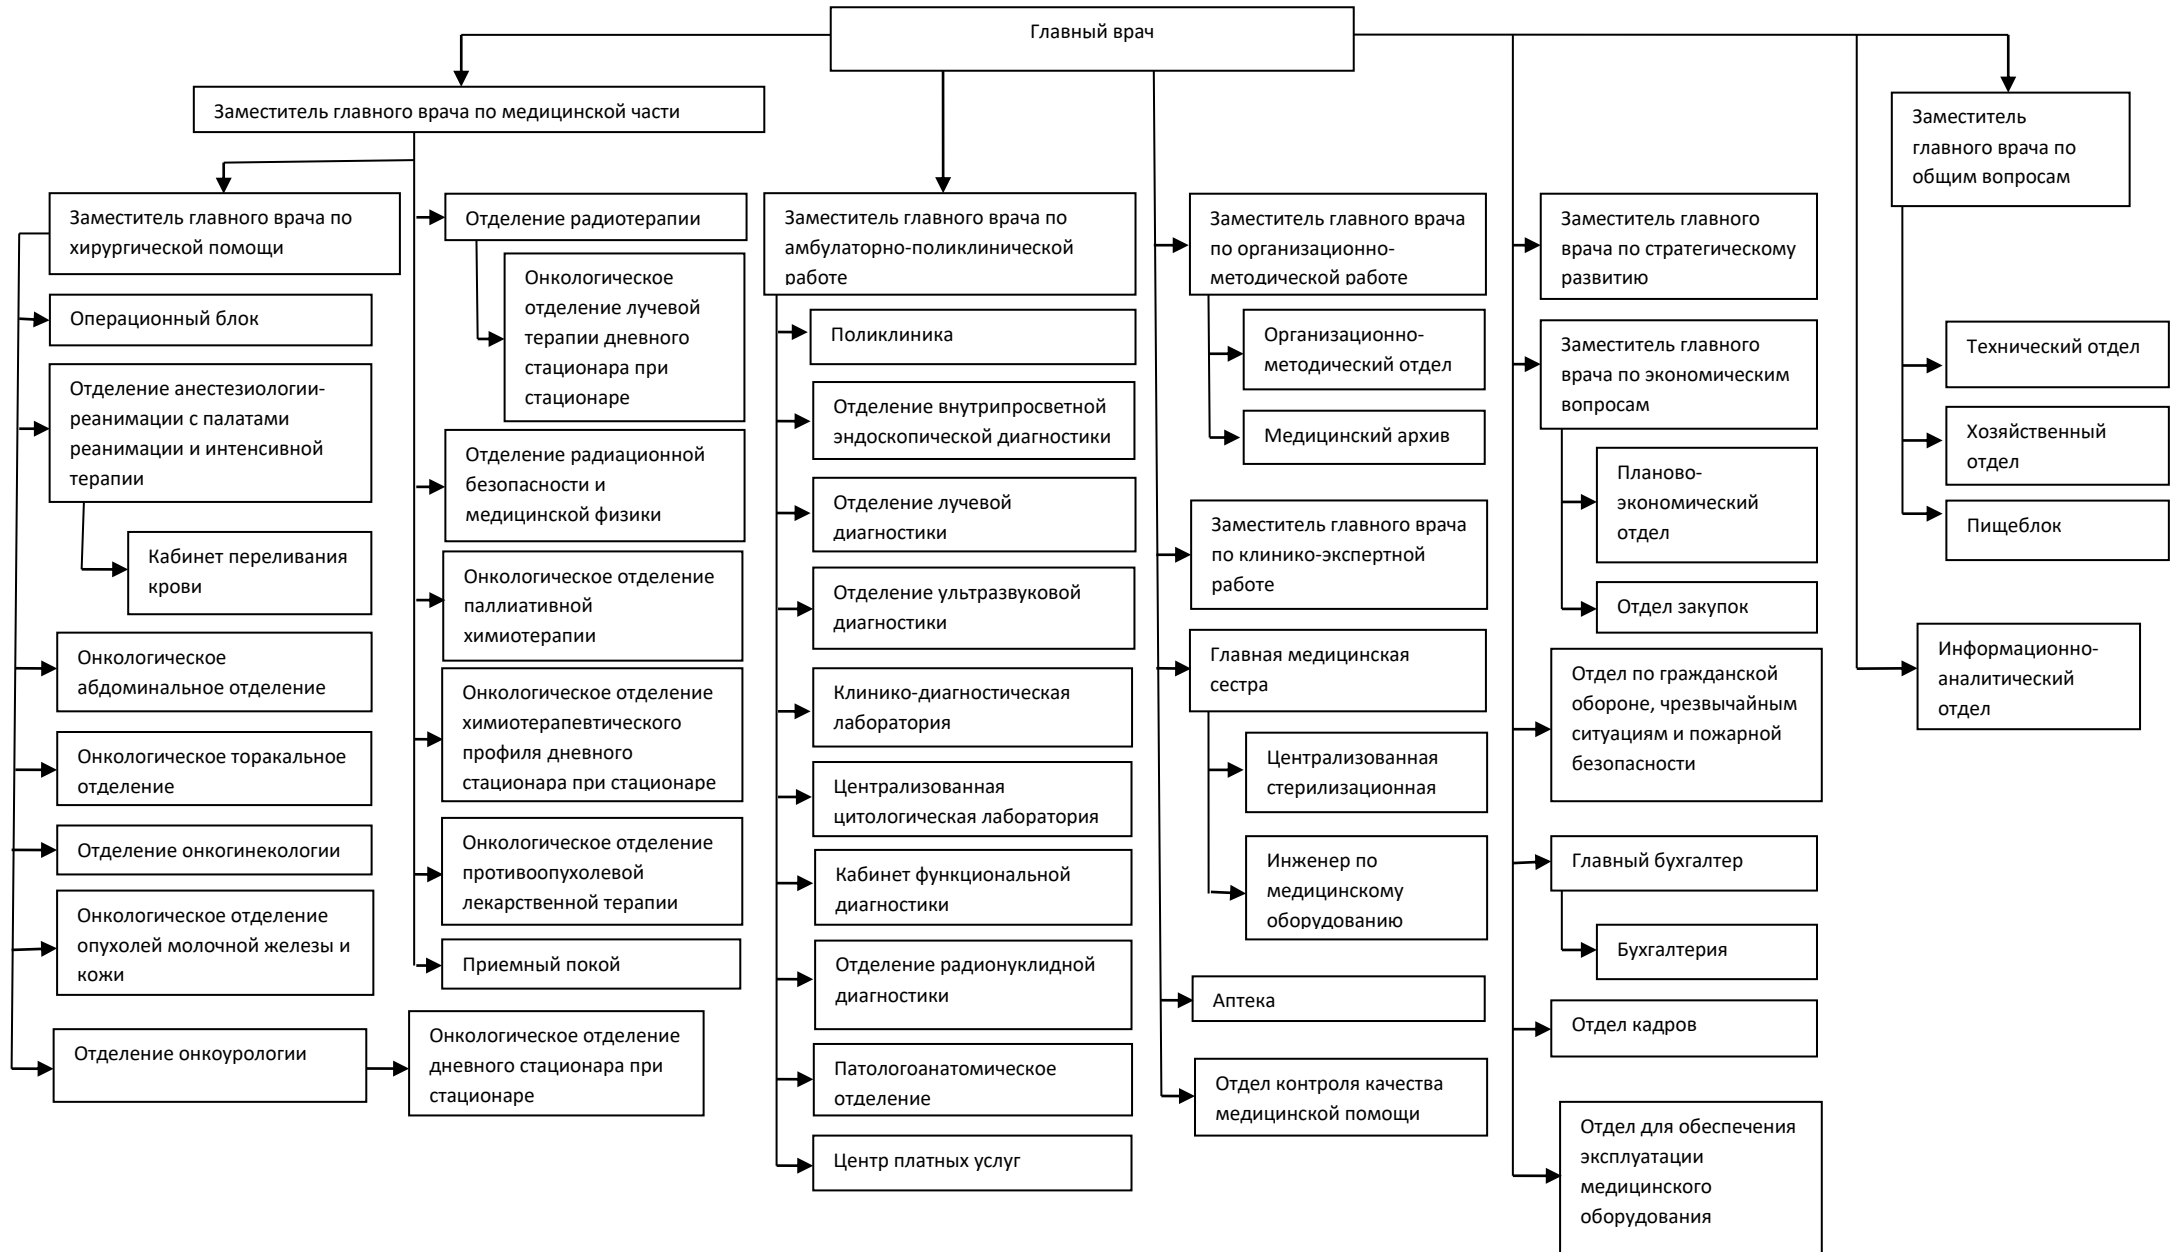 Главный врач
Заместитель главного врача по медицинской части
Заместитель главного врача по
хирургической помощи
Операционный блок
Отделение анестезиологии-
реанимации с палатами
реанимации и интенсивной
терапии
Кабинет переливания
крови
Онкологическое
абдоминальное отделение
Онкологическое торакальное
отделение
Отделение онкогинекологии
Онкологическое отделение
опухолей молочной железы и
кожи
Отделение онкоурологии
Онкологическое отделение
дневного стационара при
стационаре
Отделение радиотерапии
Онкологическое
отделение лучевой
терапии дневного
стационара при
стационаре
Отделение радиационной
безопасности и
медицинской физики
Онкологическое отделение
паллиативной
химиотерапии
Онкологическое отделение
химиотерапевтического
профиля дневного
стационара при стационаре
Онкологическое отделение
противоопухолевой
лекарственной терапии
Приемный покой
Заместитель главного врача по
амбулаторно-поликлинической
работе
Поликлиника
Отделение внутрипросветной
эндоскопической диагностики
Отделение лучевой
диагностики
Отделение ультразвуковой
диагностики
Клинико-диагностическая
лаборатория
Централизованная
цитологическая лаборатория
Кабинет функциональной
диагностики
Отделение радионуклидной
диагностики
Патологоанатомическое
отделение
Центр платных услуг
Заместитель главного врача
по организационно-
методической работе
Организационно-
методический отдел
Медицинский архив
Заместитель главного врача
по клинико-экспертной
работе
Главная медицинская
сестра
Централизованная
стерилизационная
Инженер по
медицинскому
оборудованию
Аптека
Отдел контроля качества
медицинской помощи
Заместитель главного
врача по стратегическому
развитию
Заместитель главного
врача по экономическим
вопросам
Планово-
экономический
отдел
Отдел закупок
Отдел по гражданской
обороне, чрезвычайным
ситуациям и пожарной
безопасности
Главный бухгалтер
Бухгалтерия
Отдел кадров
Отдел для обеспечения
эксплуатации
медицинского
оборудования
Заместитель
главного врача по
общим вопросам
Технический отдел
Хозяйственный
отдел
Пищеблок
Информационно-
аналитический
отдел